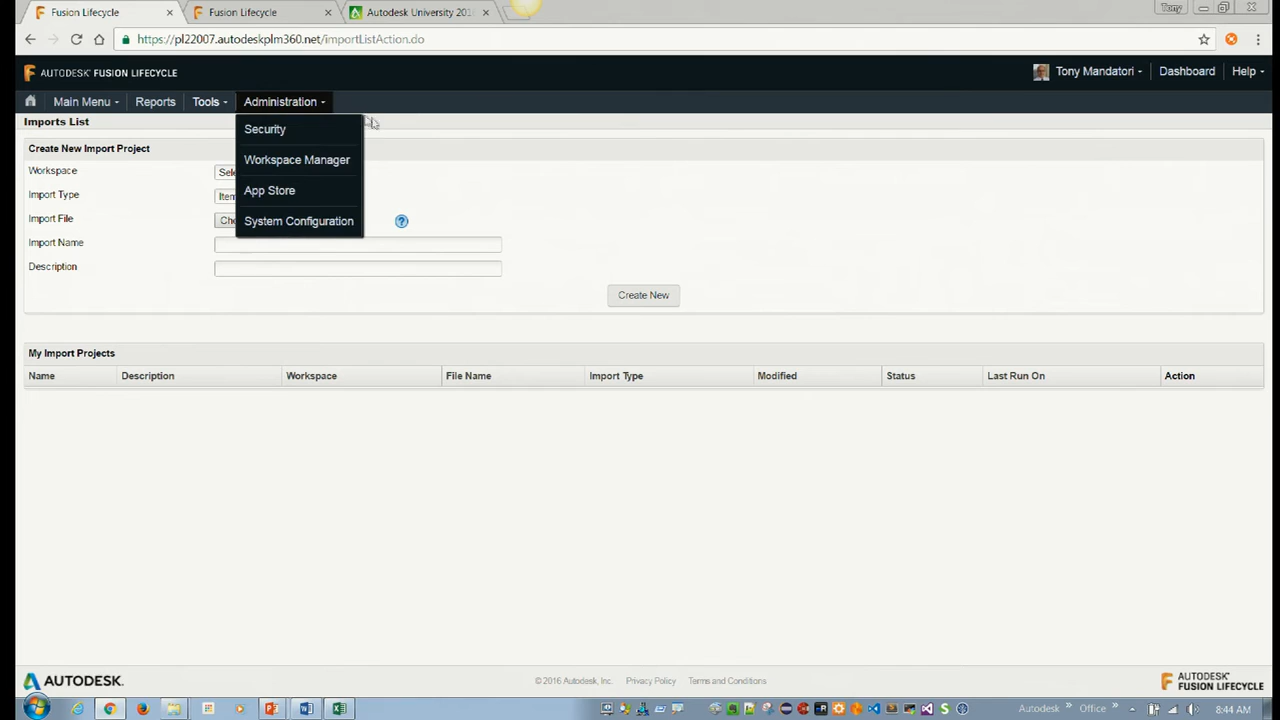 Fusion Lifecycle
Fusion Lifecycle
Autodesk University 201
Tony
https://pl22007.autodeskplm360.net/importListAction.do
AUTODESK® FUSION LIFECYCLE
Tony Mandatori
Dashboard
Help
Main Menu
Reports
Tools
Administration
Imports List
Security
Create New Import Project
Workspace Manager
Workspace
Sele
App Store
Import Type
Item
Import File
Cho
System Configuration
Import Name
Description
Create New
My Import Projects
Name Description Workspace File Name Import Type Modified Status Last Run On Action
AUTODESK.
© 2016 Autodesk, Inc. Privacy Policy Terms and Conditions
AUTODESK®
FUSION LIFECYCLE
Autodesk
Office
8:44 AM